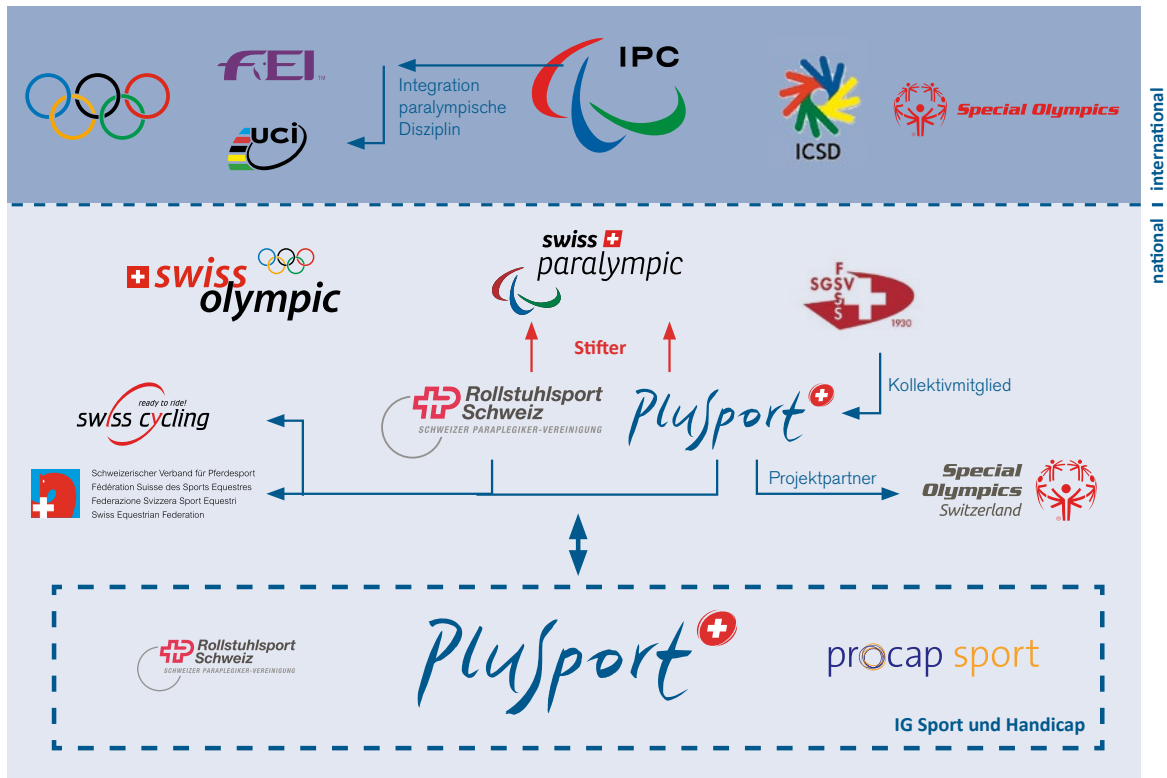 FEI
TM
UCi
Integration
paralympische
Disziplin
IPC
ICSD
Special Olympics
international
national
swiss
olympic
swiss
paralympic
F
SGSV
S
S
S
1930
Stifter
Kollektivmitglied
ready to ride!
swiss cycling
Rollstuhlsport
Schweiz
SCHWEIZER PARAPLEGIKER-VEREINIGUNG
PluSport
Schweizerischer Verband für Pferdesport
Fédération Suisse des Sports Equestres
Federazione Svizzera Sport Equestri
Swiss Equestrian Federation
Projektpartner
Special
Olympics
Switzerland
Rollstuhlsport
Schweiz
SCHWEIZER PARAPLEGIKER-VEREINIGUNG
PluSport
procap sport
IG Sport und Handicap